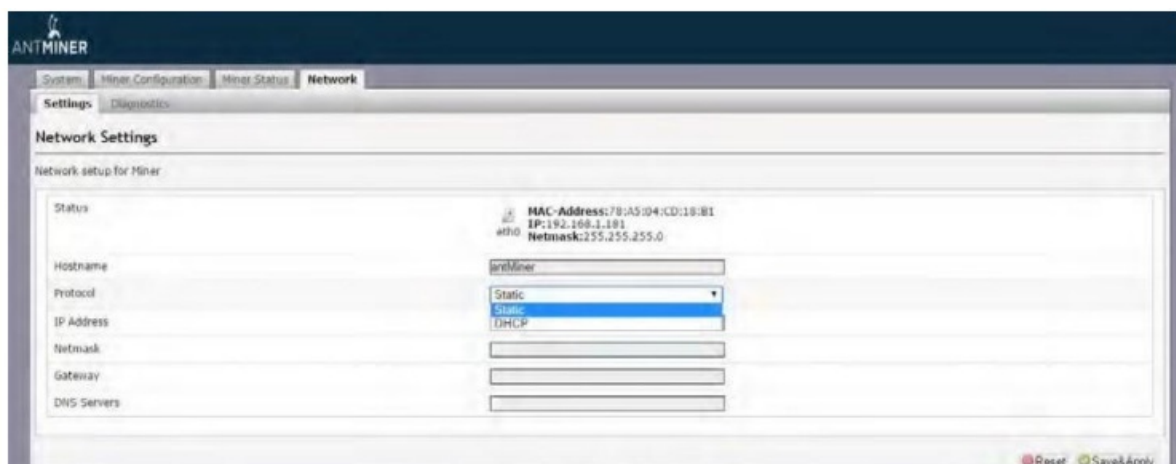 ANTMINER
System Miner Configuration Miner Status Network
Settings Diagnostics
Network Settings
Network setup for Miner
Status
eth0
MAC-Address:78:A5:04:CD:18:B1
IP:192.168.1.181
Netmask:255.255.255.0
Hostname antMiner
Protocol Static
Static
DHCP
IP Address
Netmask
Gateway
DNS Servers
Reset Save&Apply